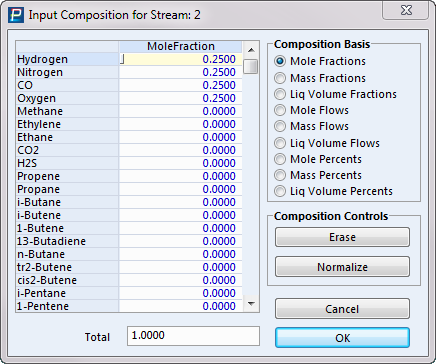 Input Composition for Stream: 2
MoleFraction
Hydrogen 0.2500
Nitrogen 0.2500
CO 0.2500
Oxygen 0.2500
Methane 0.0000
Ethylene 0.0000
Ethane 0.0000
CO2 0.0000
H2S 0.0000
Propene 0.0000
Propane 0.0000
i-Butane 0.0000
i-Butene 0.0000
1-Butene 0.0000
13-Butadiene 0.0000
n-Butane 0.0000
tr2-Butene 0.0000
cis2-Butene 0.0000
i-Pentane 0.0000
1-Pentene 0.0000
Total 1.0000
Composition Basis
Mole Fractions
Mass Fractions
Liq Volume Fractions
Mole Flows
Mass Flows
Liq Volume Flows
Mole Percents
Mass Percents
Liq Volume Percents
Composition Controls
Erase
Normalize
Cancel
OK